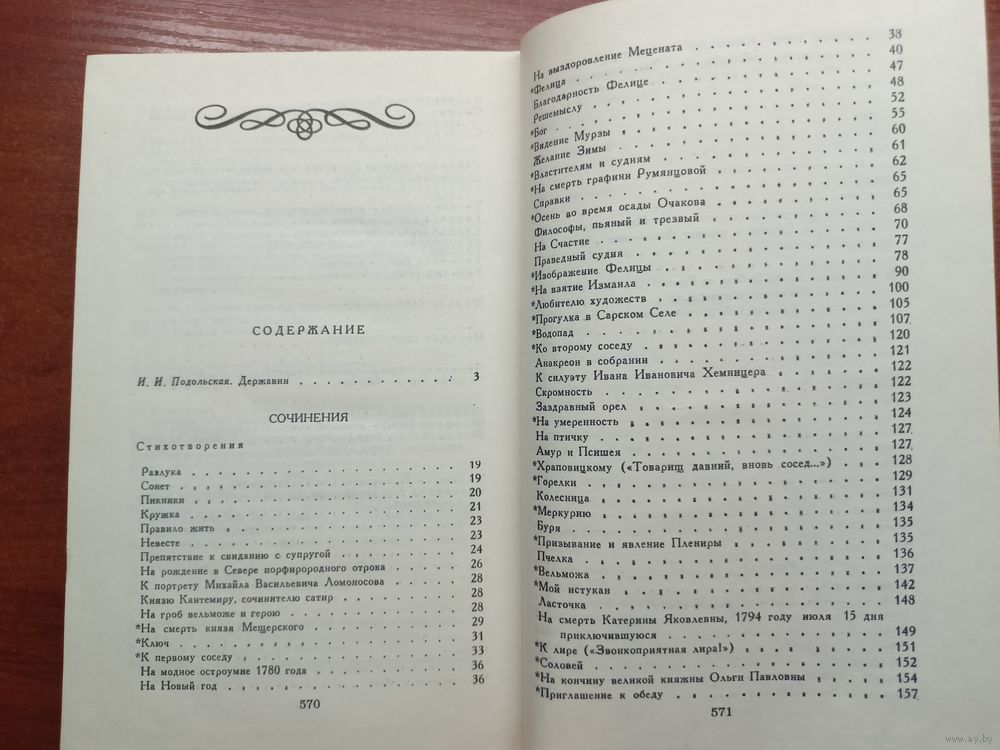 СОДЕРЖАНИЕ
И. И. Подольская. Державин . . . . . . . . . . . . 3
СОЧИНЕНИЯ
Стихотворения
Разлука . . . . . . . . . . 19
Сонет . . . . . . . . . . 19
Пикники . . . . . . . . . . 20
Кружка . . . . . . . . . . 21
Правило жить . . . . . . . . . . 23
Невесте . . . . . . . . . . 23
Препятствие к свиданию с супругой . . . . . . . . 24
На рождение в Севере порфирородного отрока . . . . . . 26
К портрету Михаила Васильевича Ломоносова . . . . . . 28
Князю Кантемиру, сочинителю сатир . . . . . . . . 28
На гроб вельможе и герою . . . . . . . . 28
*На смерть князя Мещерского . . . . . . . . 29
*Ключ . . . . . . . . . . 31
*К первому соседу . . . . . . . . . . 33
На модное остроумие 1780 года . . . . . . . . 36
На Новый год . . . . . . . . . . 36
570
На выздоровление Мецената . . . . . . . . 38
*Фелица . . . . . . . . . . 40
Благодарность Фелице . . . . . . . . 47
Решемыслу . . . . . . . . . . 48
*Бог . . . . . . . . . . 52
*Видение Мурзы . . . . . . . . . . 55
Желание Зимы . . . . . . . . . . 60
*Властителям и судиям . . . . . . . . 61
*На смерть графини Румянцовой . . . . . . . . 62
Справки . . . . . . . . . . 65
*Осень во время осады Очакова . . . . . . . . 65
Философы, пьяный и трезвый . . . . . . . . 68
На Счастие . . . . . . . . . . 70
Праведный судия . . . . . . . . . . 77
*Изображение Фелицы . . . . . . . . 78
*На взятие Измаила . . . . . . . . 90
*Любителю художеств . . . . . . . . 100
*Прогулка в Сарском Селе . . . . . . . . 105
*Водопад . . . . . . . . . . 107
*Ко второму соседу . . . . . . . . 120
Анакреон в собрании . . . . . . . . 121
К силуэту Ивана Ивановича Хемницера . . . . . . 122
Скромность . . . . . . . . . . 122
Заздравный орел . . . . . . . . 123
*На умеренность . . . . . . . . 124
На птичку . . . . . . . . . . 127
Амур и Псишея . . . . . . . . 127
*Храповицкому («Товарищ давний, вновь сосед...») . . . 128
*Горелки . . . . . . . . . . 129
Колесница . . . . . . . . . . 131
*Меркурию . . . . . . . . . . 134
Буря . . . . . . . . . . 135
*Призывание и явление Плениры . . . . . . . . 135
Пчелка . . . . . . . . . . 136
*Вельможа . . . . . . . . . . 137
*Мой истукан . . . . . . . . . . 142
Ласточка . . . . . . . . . . 148
На смерть Катерины Яковлевны, 1794 году июля 15 дня
приключившуюся . . . . . . . . 149
*К лире («Звонкоприятная лира!») . . . . . . . . 151
*Соловей . . . . . . . . . . 152
*На кончину великой княжны Ольги Павловны . . . . . 154
*Приглашение к обеду . . . . . . . . 157
571
www.ay.by